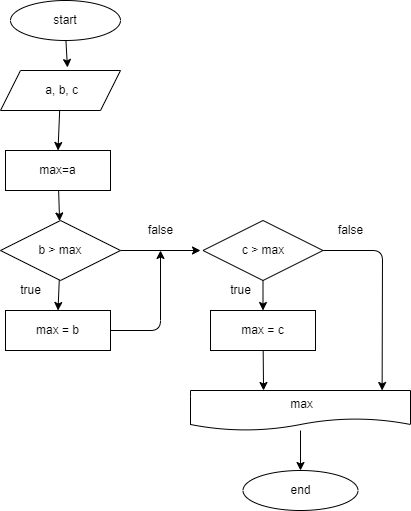 start
a, b, c
max=a
b > max
false
true
max = b
c > max
false
true
max = c
max
end